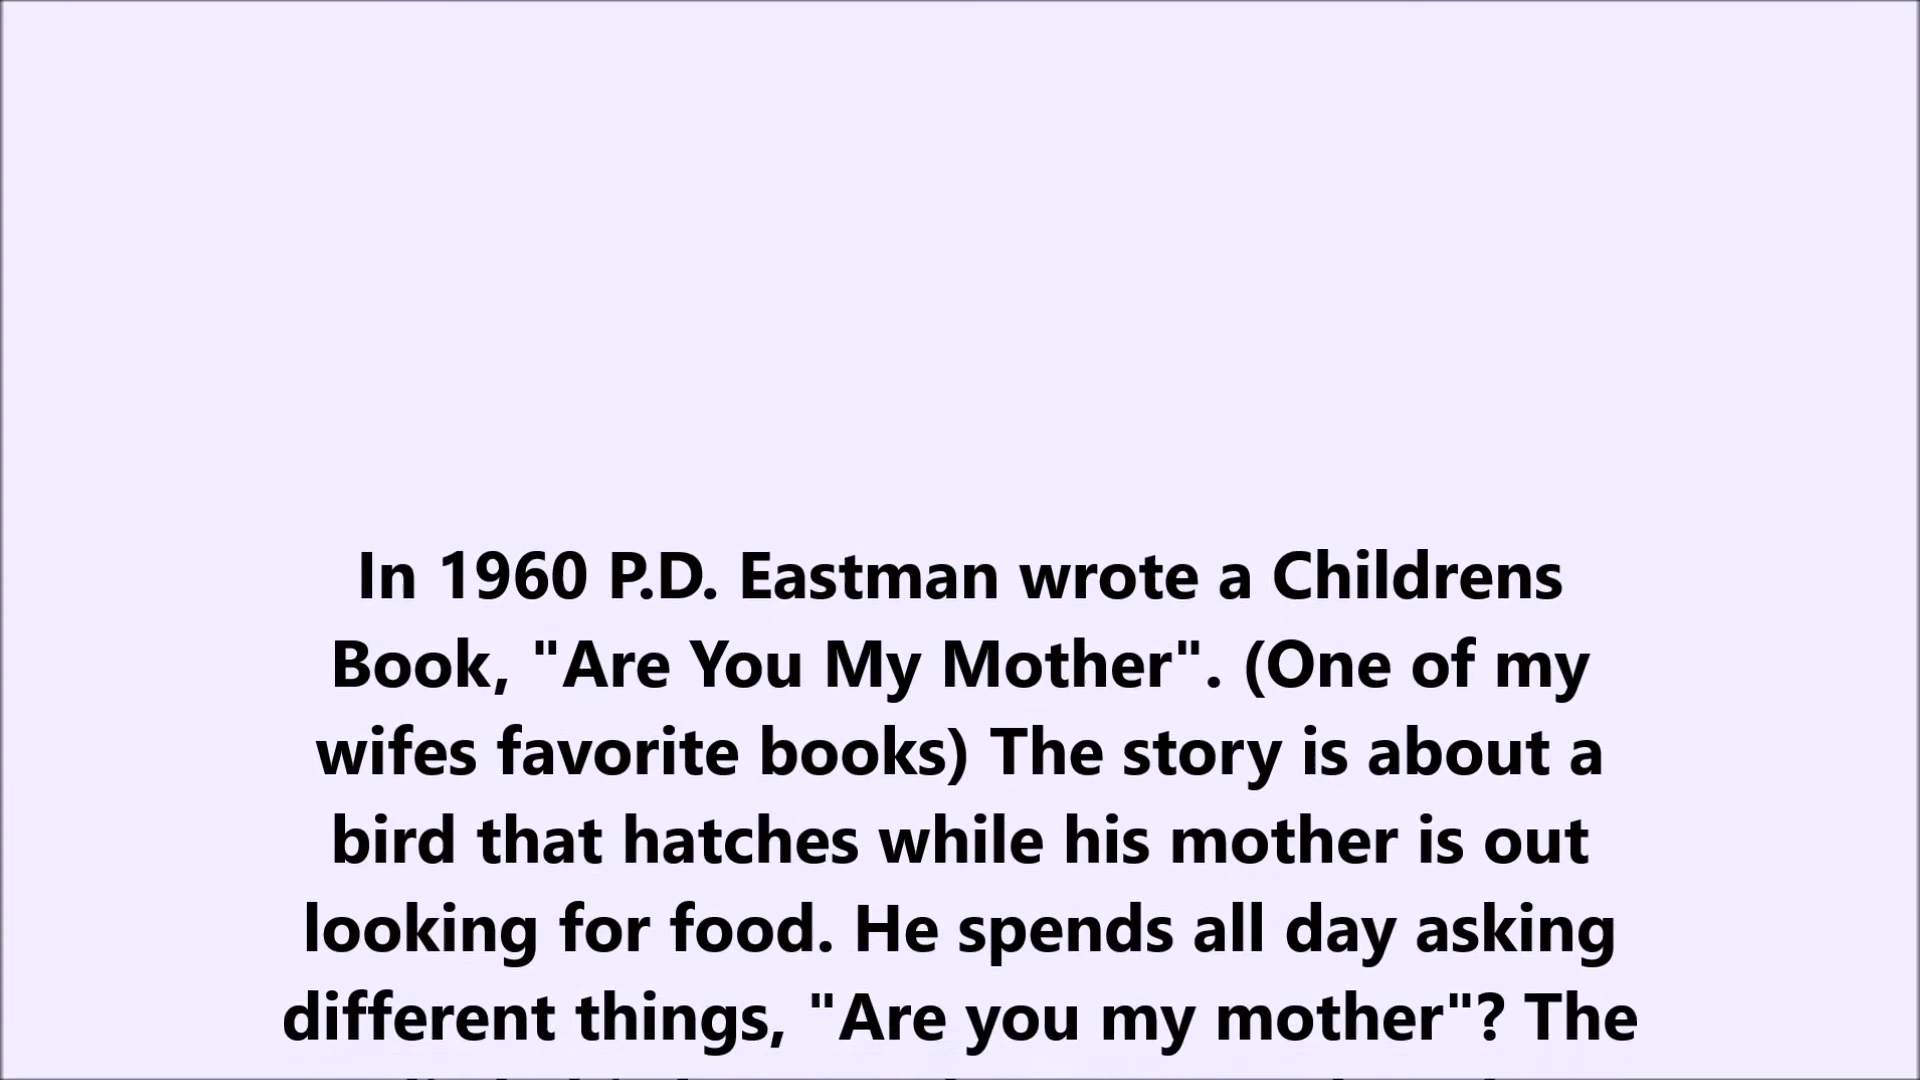 In 1960 P.D. Eastman wrote a Childrens
Book, "Are You My Mother". (One of my
wifes favorite books) The story is about a
bird that hatches while his mother is out
looking for food. He spends all day asking
different things, "Are you my mother"? The